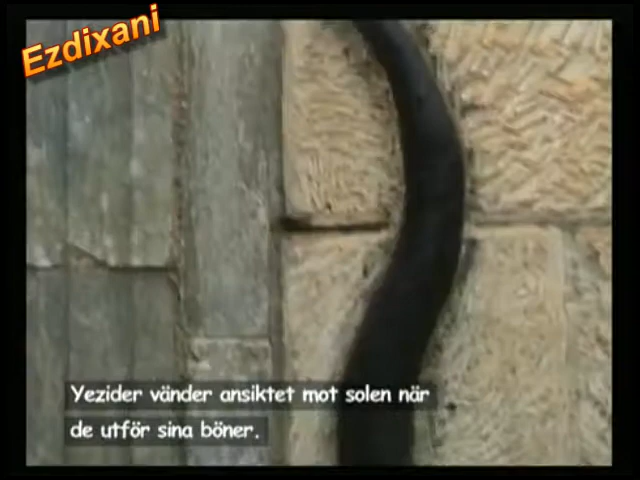 Ezdixani
Yezider vänder ansiktet mot solen när
de utför sina böner.